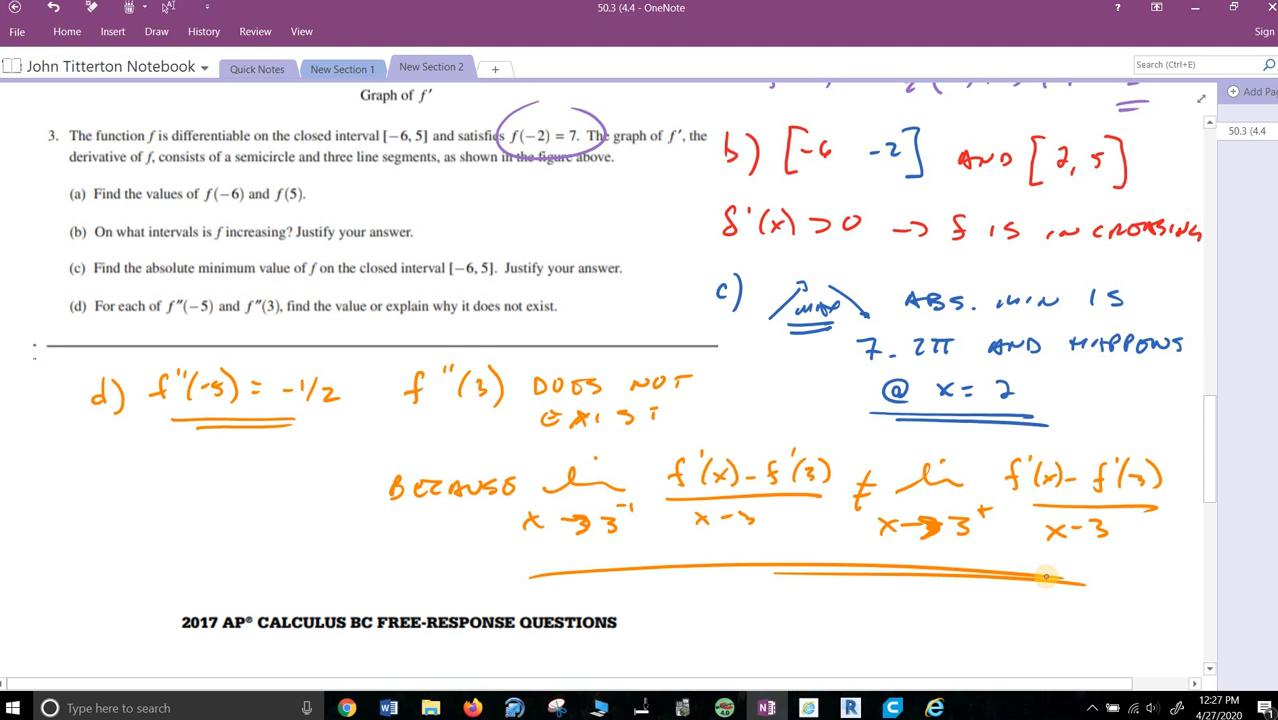 50.3 (4.4 - OneNote
Sign
File Home Insert Draw History Review View
John Titterton Notebook Quick Notes New Section 1 New Section 2 +
Search (Ctrl+E)
Add Pa
50.3 (4.4
Graph of f′
3. The function f is differentiable on the closed interval [−6, 5] and satisfies f(−2) = 7. The graph of f′, the
derivative of f, consists of a semicircle and three line segments, as shown in the figure above.
(a) Find the values of f(−6) and f(5).
(b) On what intervals is f increasing? Justify your answer.
(c) Find the absolute minimum value of f on the closed interval [−6, 5]. Justify your answer.
(d) For each of f″(−5) and f″(3), find the value or explain why it does not exist.
b) [-6 -2] AND [2, 5]
f'(x) > 0 → f IS INCREASING
c) MAX ABS. MIN IS
7 - 2π AND HAPPENS
@ x = 2
d) f''(-5) = -1/2 f''(3) DOES NOT
EXIST
BECAUSE lim x→3⁻ f'(x) - f'(3) / x-3 ≠ lim x→3⁺ f'(x) - f'(3) / x-3
2017 AP® CALCULUS BC FREE-RESPONSE QUESTIONS
Type here to search
12:27 PM
4/27/2020